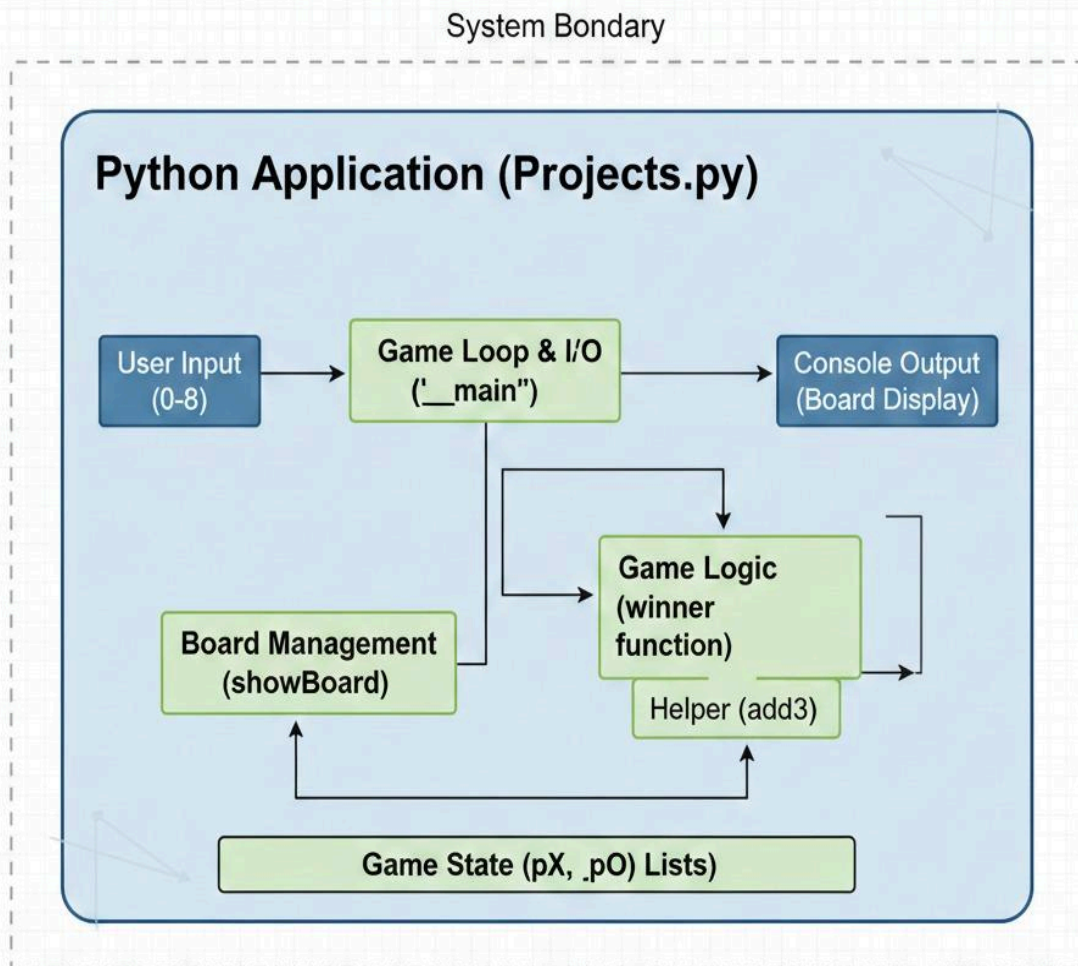 System Bondary
Python Application (Projects.py)
User Input
(0-8)
Game Loop & I/O
('__main")
Console Output
(Board Display)
Game Logic
(winner
function)
Board Management
(showBoard)
Helper (add3)
Game State (pX, .pO) Lists)